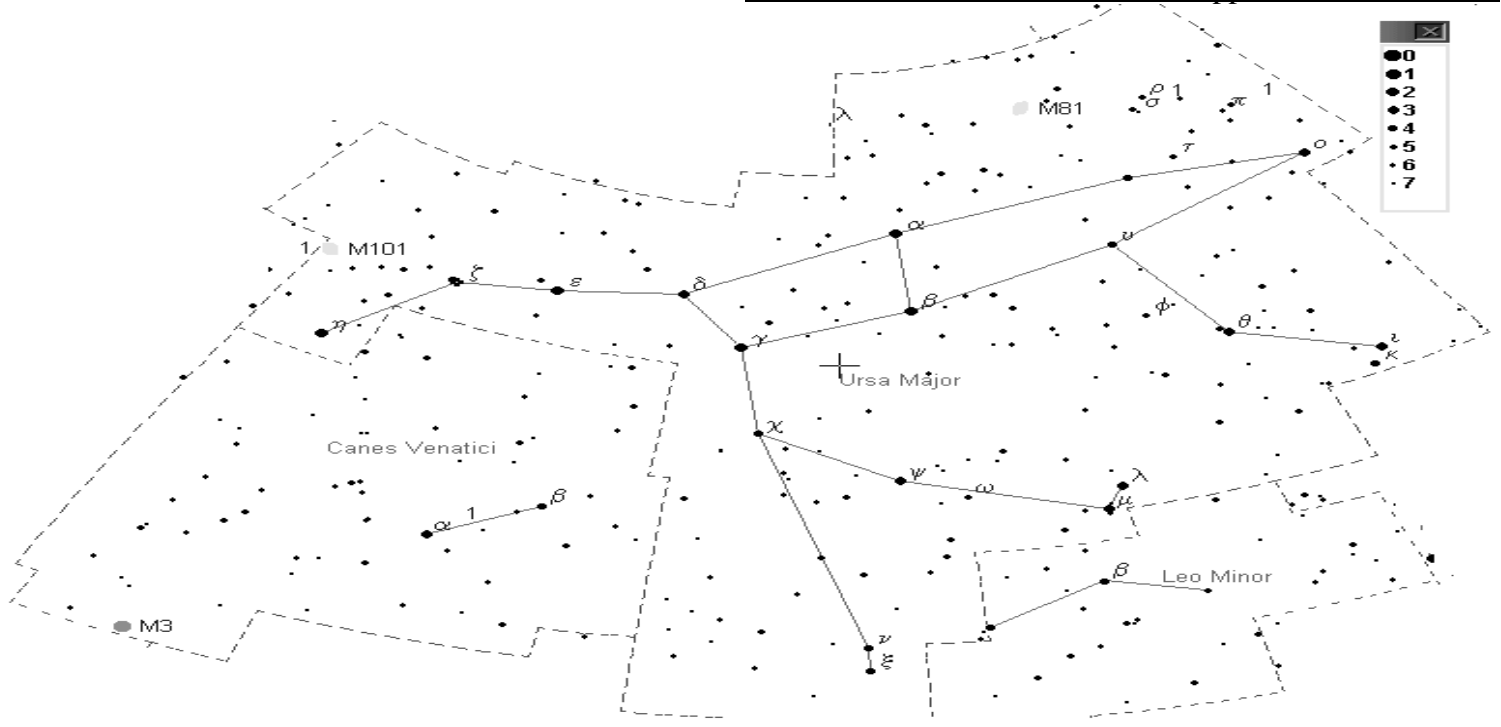 0
1
2
3
4
5
6
7
λ
M81
ρ 1
σ
π 1
τ
ο
1 M101
ζ
ε
δ
α
υ
η
γ
β
φ
θ
ι
κ
Ursa Major
χ
Canes Venatici
ψ
ω
λ
μ
α 1
β
β
Leo Minor
M3
ν
ξ